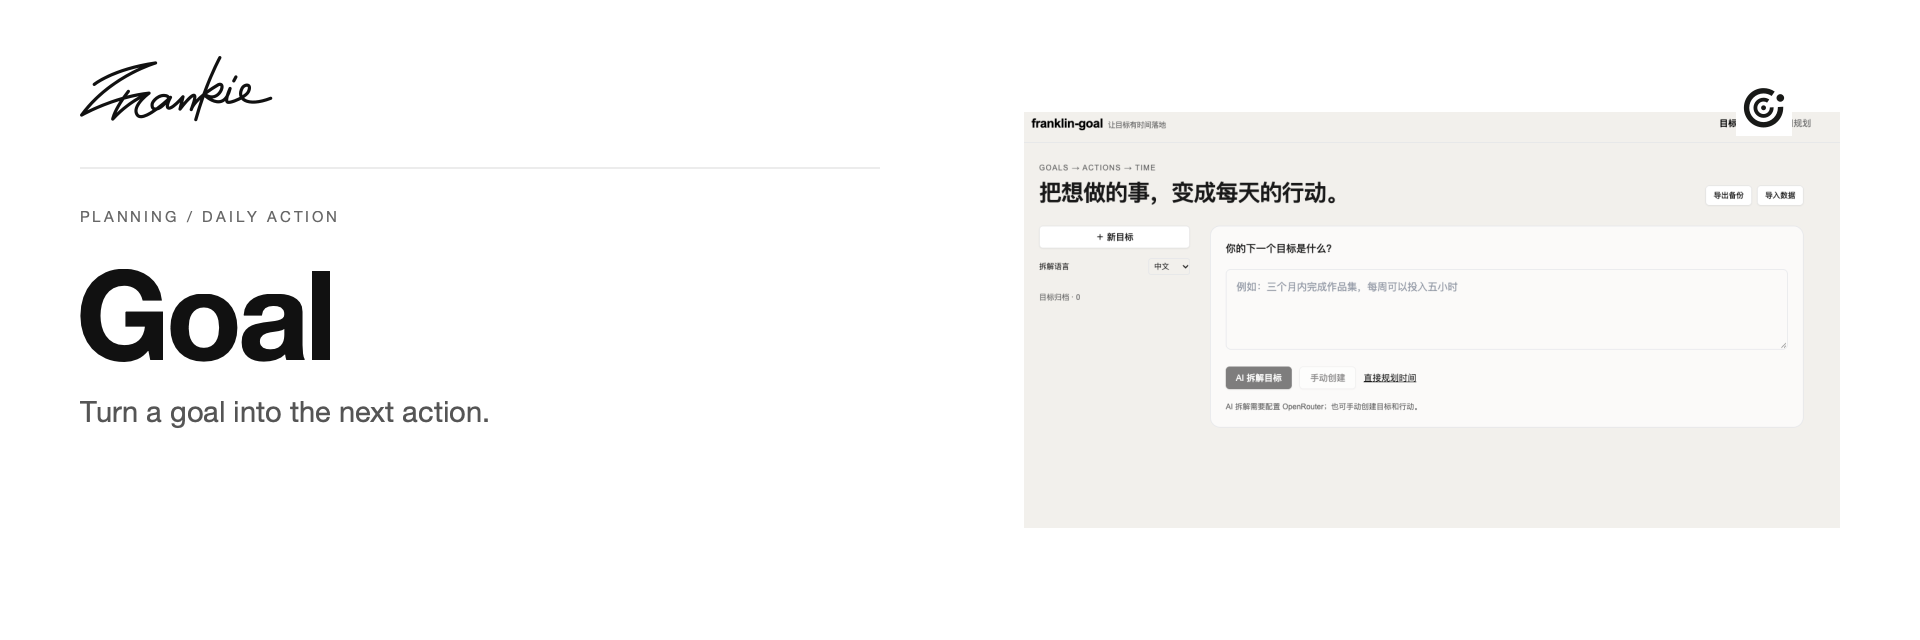 Frankie
PLANNING / DAILY ACTION
Goal
Turn a goal into the next action.
franklin-goal 让目标有时间落地
目标 规划
GOALS → ACTIONS → TIME
把想做的事，变成每天的行动。
导出备份 导入数据
+ 新目标
拆解语言 中文
目标归档 · 0
你的下一个目标是什么?
例如：三个月内完成作品集，每周可以投入五小时
AI 拆解目标 手动创建 直接规划时间
AI 拆解需要配置 OpenRouter；也可手动创建目标和行动。